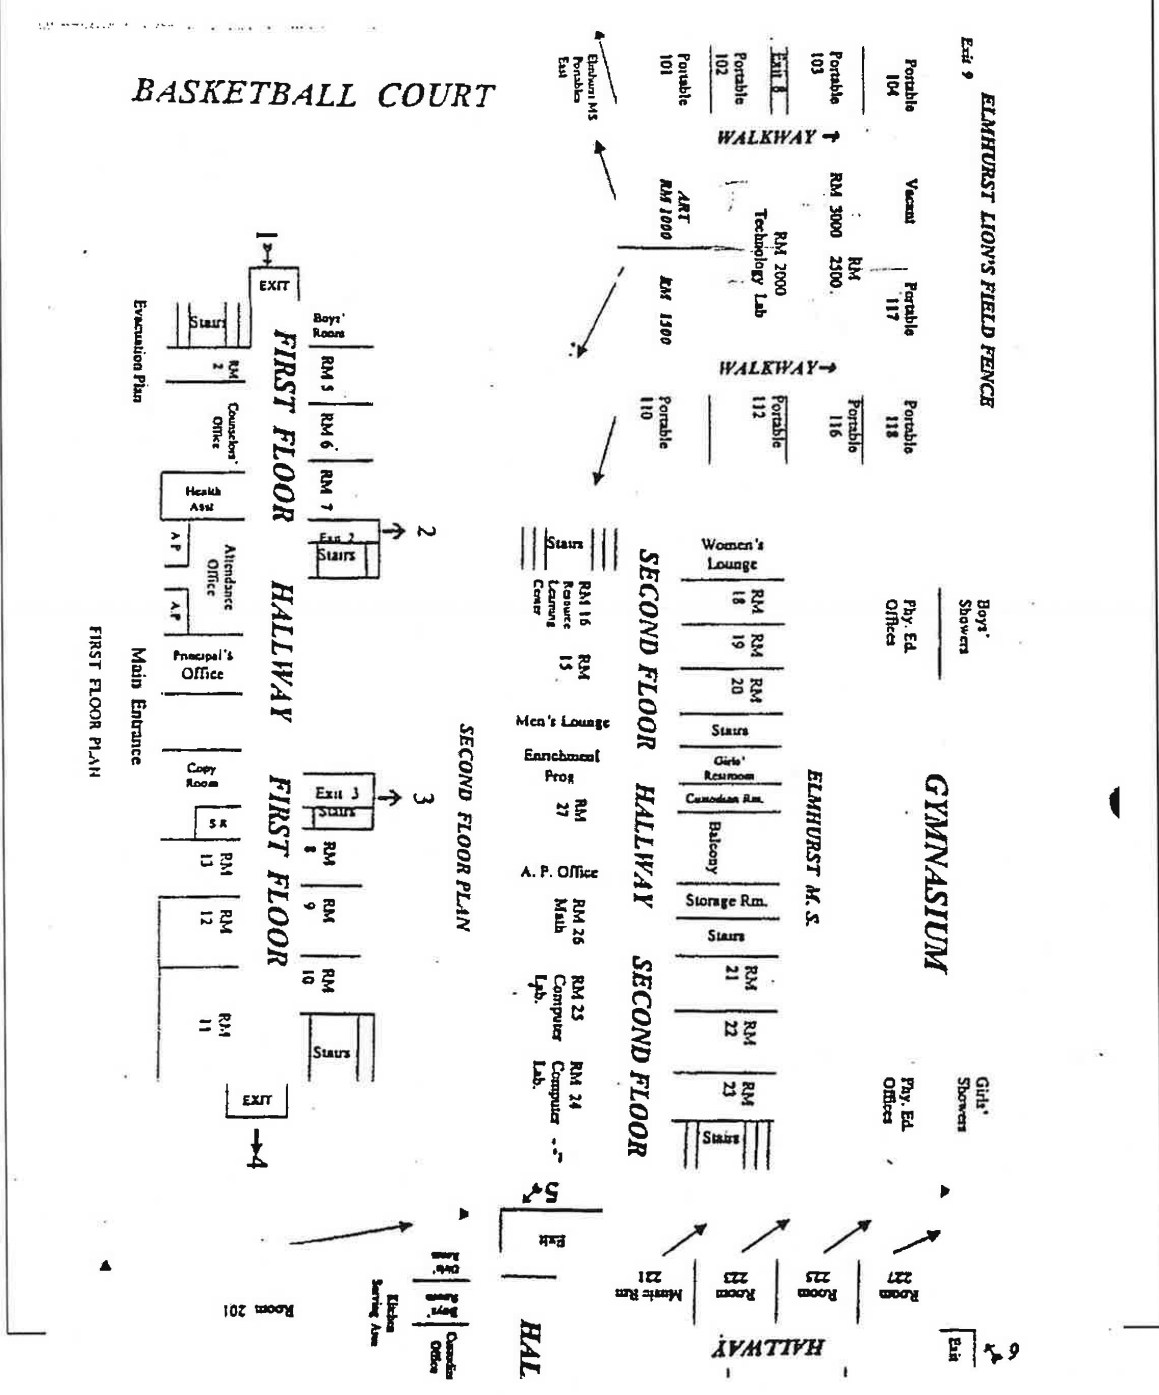 BASKETBALL COURT
Elmhurst MS
Portables
East
Portable
101
Portable
102
Exit 8
Portable
103
Portable
104
Exit 9
ELMHURST LION'S FIELD FENCE
WALKWAY
ART
RM 1000
RM 2000
Technology Lab
RM 3000
RM
2500
Vacant
RM 1500
Portable
117
WALKWAY
Portable
110
Portable
112
Portable
116
Portable
118
1
EXIT
Stairs
Boys'
Room
Evacuation Plan
RM
2
FIRST FLOOR HALLWAY FIRST FLOOR
RM 5
Counselors'
Office
RM 6
RM 7
Health
Asst
Exit 2
2
Stairs
A P
Attendance
Office
A.P
Principal's
Office
Main Entrance
FIRST FLOOR PLAN
Copy
Room
S R
RM
13
RM
12
RM
11
Exit 3
3
Stairs
RM
8
RM
9
RM
10
Stairs
EXIT
4
SECOND FLOOR PLAN
Stairs
RM 16
Resource
Learning
Center
RM
15
Men's Lounge
Enrichment
Prog
RM
27
A. P. Office
RM 26
Math
RM 25
Computer
Lab.
RM 24
Computer
Lab.
SECOND FLOOR HALLWAY SECOND FLOOR
Women's
Lounge
RM
18
RM
19
RM
20
Stairs
Girls'
Restroom
Custodian Rm.
Balcony
Storage Rm.
Stairs
RM
21
RM
22
RM
23
Stairs
ELMHURST M. S.
Boys'
Showers
Phy. Ed.
Offices
GYMNASIUM
Girls'
Showers
Phy. Ed.
Offices
5
Exit
Room 201
Girls'
Room
Boys'
Room
Kitchen
Serving Area
Custodian
Office
HAL
Music Rm
221
Room
223
Room
225
Room
227
HALLWAY
Exit
9